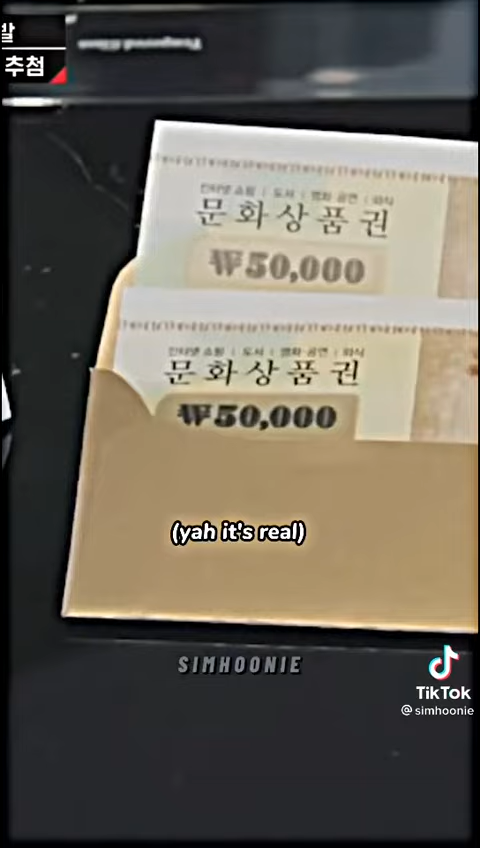 추첨
인터넷 쇼핑 | 도서 | 영화·공연 | 외식
문화상품권
₩50,000
인터넷 쇼핑 | 도서 | 영화·공연 | 외식
문화상품권
₩50,000
(yah it's real)
SIMHOONIE
TikTok
@simhoonie